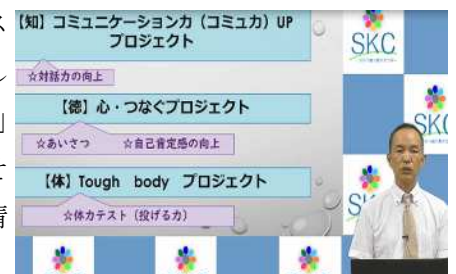 【知】コミュニケーション力（コミュ力）UP
プロジェクト
☆対話力の向上
【徳】心・つなぐプロジェクト
☆あいさつ ☆自己肯定感の向上
【体】Tough body プロジェクト
☆体力テスト（投げる力）
SKC
SKC